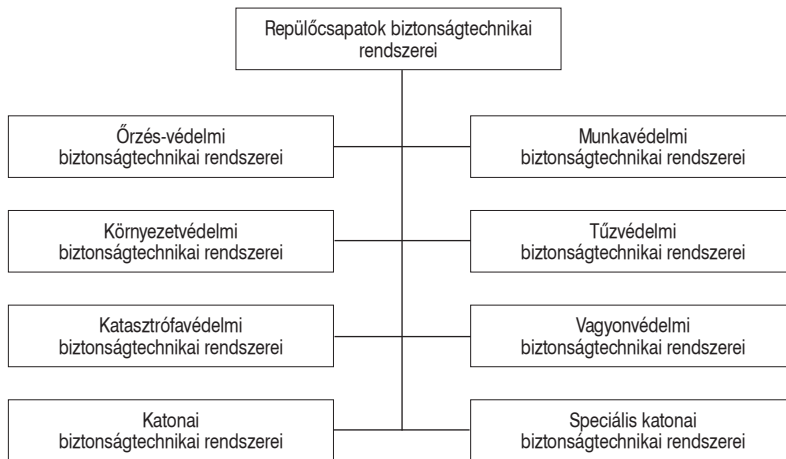 Repülőcsapatok biztonságtechnikai
rendszerei
Őrzés-védelmi
biztonságtechnikai rendszerei
Munkavédelmi
biztonságtechnikai rendszerei
Környezetvédelmi
biztonságtechnikai rendszerei
Tűzvédelmi
biztonságtechnikai rendszerei
Katasztrófavédelmi
biztonságtechnikai rendszerei
Vagyonvédelmi
biztonságtechnikai rendszerei
Katonai
biztonságtechnikai rendszerei
Speciális katonai
biztonságtechnikai rendszerei